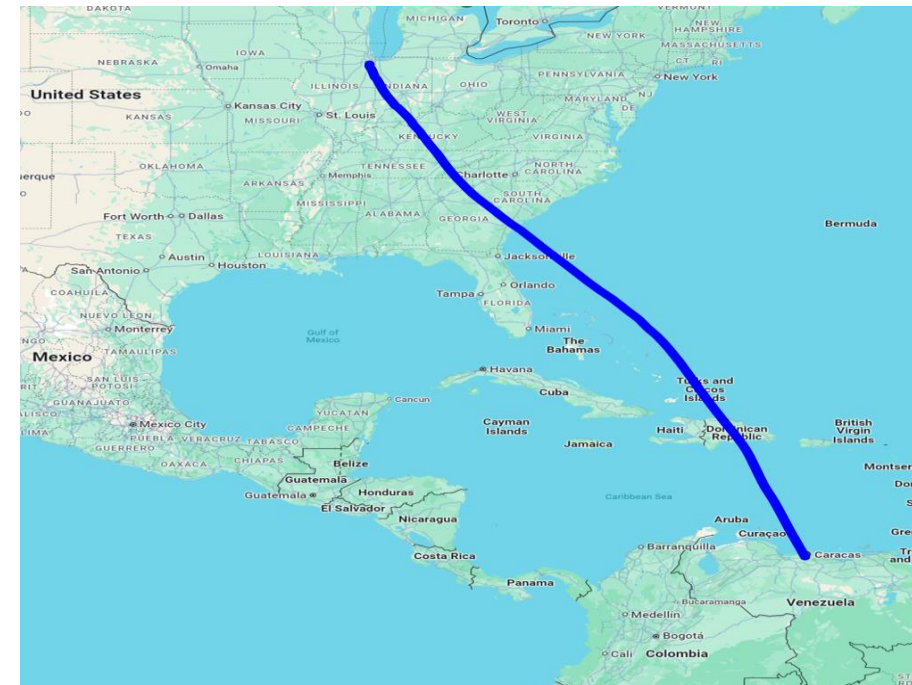 DAKOTA
MICHIGAN
Toronto
VERMONT
NEW
HAMPSHIRE
NEW YORK
MASSACHUSETTS
CT
RI
IOWA
NEBRASKA
Omaha
ILLINOIS
INDIANA
OHIO
PENNSYLVANIA
New York
NJ
MARYLAND
DE
United States
Kansas City
KANSAS
MISSOURI
St. Louis
WEST
VIRGINIA
KENTUCKY
VIRGINIA
OKLAHOMA
TENNESSEE
NORTH
CAROLINA
Charlotte
Memphis
ARKANSAS
erque
SOUTH
CAROLINA
MISSISSIPPI
ALABAMA
GEORGIA
Fort Worth
Dallas
Bermuda
TEXAS
Austin
LOUISIANA
Jacksonville
San Antonio
Houston
Orlando
Tampa
FLORIDA
COAHUILA
NUEVO LEON
Monterrey
Gulf of
Mexico
Miami
The
Bahamas
Mexico
TAMAULIPAS
Havana
SAN LUIS
POTOSI
Turks and
Caicos
Islands
Cuba
Cancun
GUANAJUATO
YUCATAN
Mexico City
CAMPECHE
Cayman
Islands
Haiti
Dominican
Republic
British
Virgin
Islands
PUEBLA
VERACRUZ
TABASCO
Jamaica
GUERRERO
OAXACA
CHIAPAS
Belize
Montser
Guatemala
Guatemala
Honduras
Caribbean Sea
El Salvador
Nicaragua
Aruba
Curaçao
Costa Rica
Barranquilla
Caracas
Panama
Bucaramanga
Venezuela
Medellin
Bogotá
Cali
Colombia